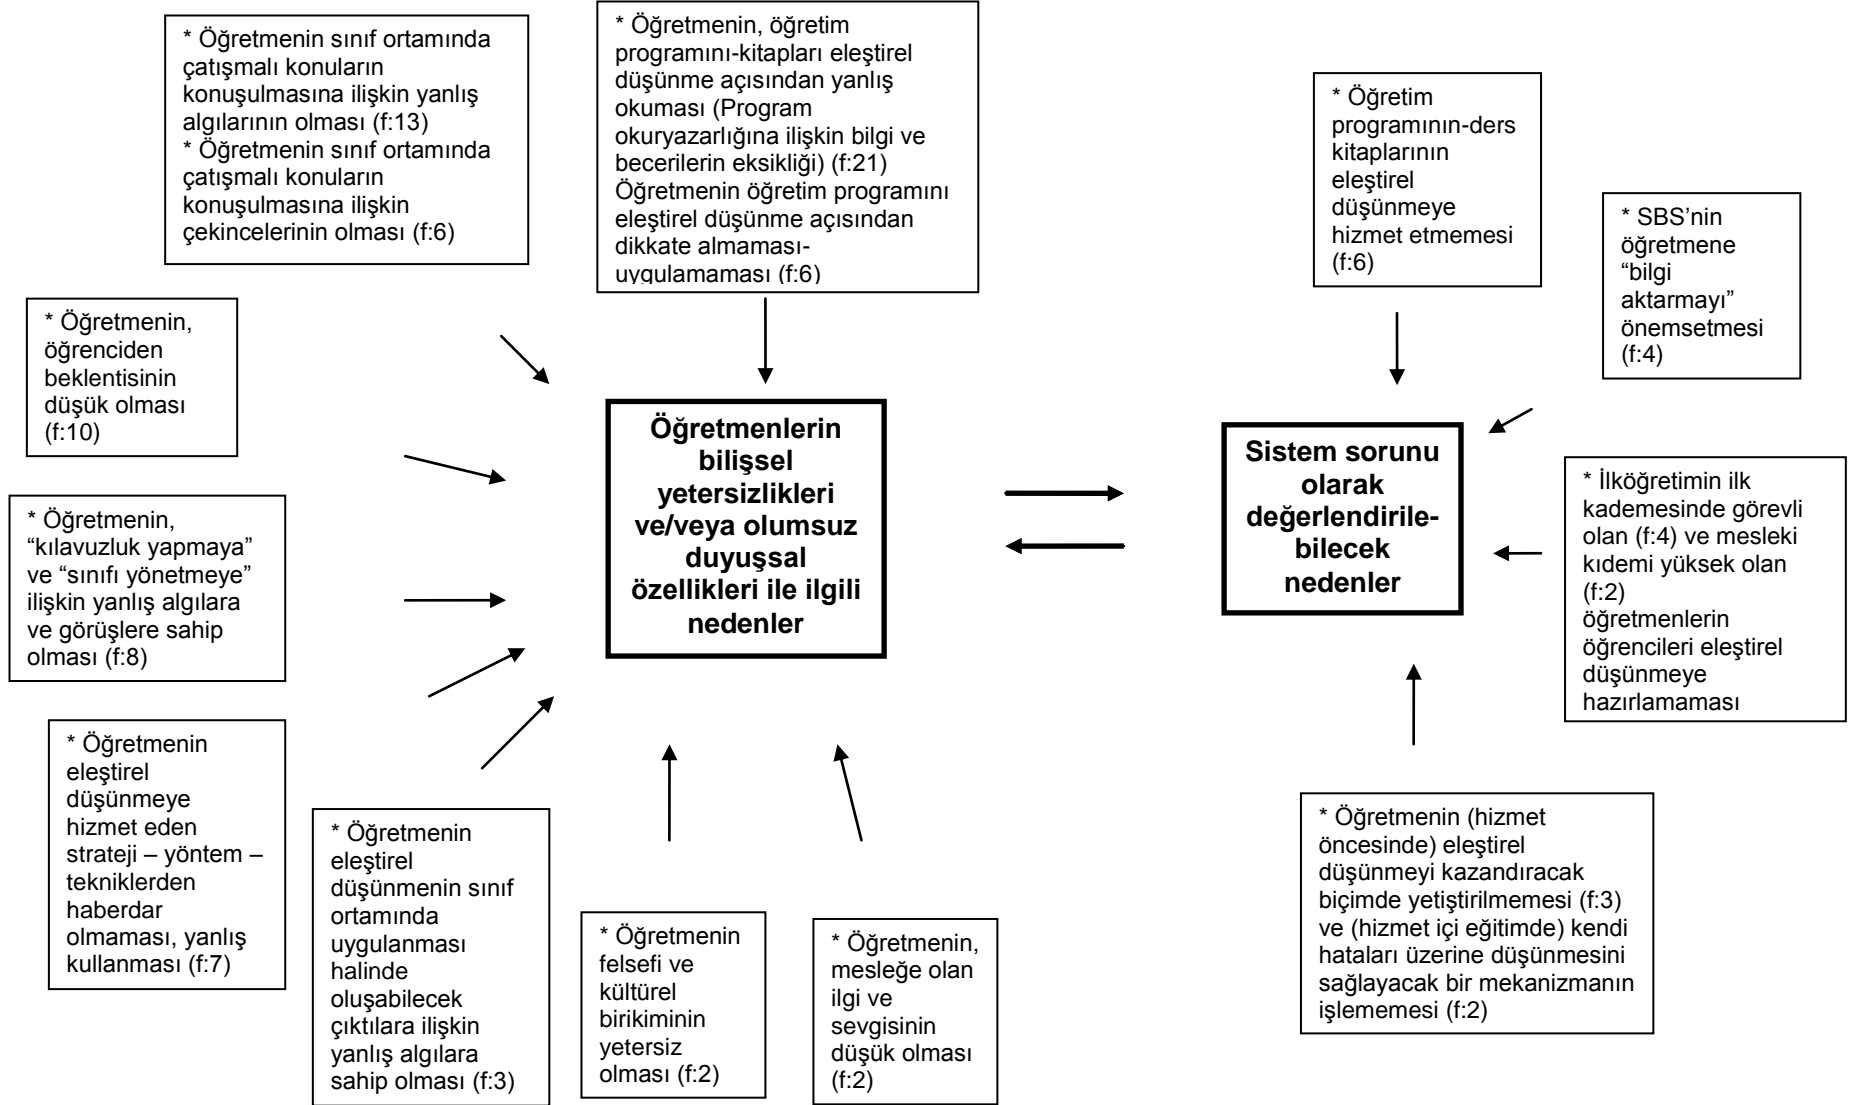 * Öğretmenin sınıf ortamında
çatışmalı konuların
konuşulmasına ilişkin yanlış
algılarının olması (f:13)
* Öğretmenin sınıf ortamında
çatışmalı konuların
konuşulmasına ilişkin
çekincelerinin olması (f:6)
* Öğretmenin, öğretim
programını-kitapları eleştirel
düşünme açısından yanlış
okuması (Program
okuryazarlığına ilişkin bilgi ve
becerilerin eksikliği) (f:21)
Öğretmenin öğretim programını
eleştirel düşünme açısından
dikkate almaması-
uygulamaması (f:6)
* Öğretim
programının-ders
kitaplarının
eleştirel
düşünmeye
hizmet etmemesi
(f:6)
* SBS’nin
öğretmene
“bilgi
aktarmayı”
önemsetmesi
(f:4)
* Öğretmenin,
öğrenciden
beklentisinin
düşük olması
(f:10)
Öğretmenlerin
bilişsel
yetersizlikleri
ve/veya olumsuz
duyuşsal
özellikleri ile ilgili
nedenler
Sistem sorunu
olarak
değerlendirile-
bilecek
nedenler
* İlköğretimin ilk
kademesinde görevli
olan (f:4) ve mesleki
kıdemi yüksek olan
(f:2)
öğretmenlerin
öğrencileri eleştirel
düşünmeye
hazırlamaması
* Öğretmenin,
“kılavuzluk yapmaya”
ve “sınıfı yönetmeye”
ilişkin yanlış algılara
ve görüşlere sahip
olması (f:8)
* Öğretmenin
eleştirel
düşünmeye
hizmet eden
strateji – yöntem –
tekniklerden
haberdar
olmaması, yanlış
kullanması (f:7)
* Öğretmenin
eleştirel
düşünmenin sınıf
ortamında
uygulanması
halinde
oluşabilecek
çıktılara ilişkin
yanlış algılara
sahip olması (f:3)
* Öğretmenin
felsefi ve
kültürel
birikiminin
yetersiz
olması (f:2)
* Öğretmenin,
mesleğe olan
ilgi ve
sevgisinin
düşük olması
(f:2)
* Öğretmenin (hizmet
öncesinde) eleştirel
düşünmeyi kazandıracak
biçimde yetiştirilmemesi (f:3)
ve (hizmet içi eğitimde) kendi
hataları üzerine düşünmesini
sağlayacak bir mekanizmanın
işlememesi (f:2)